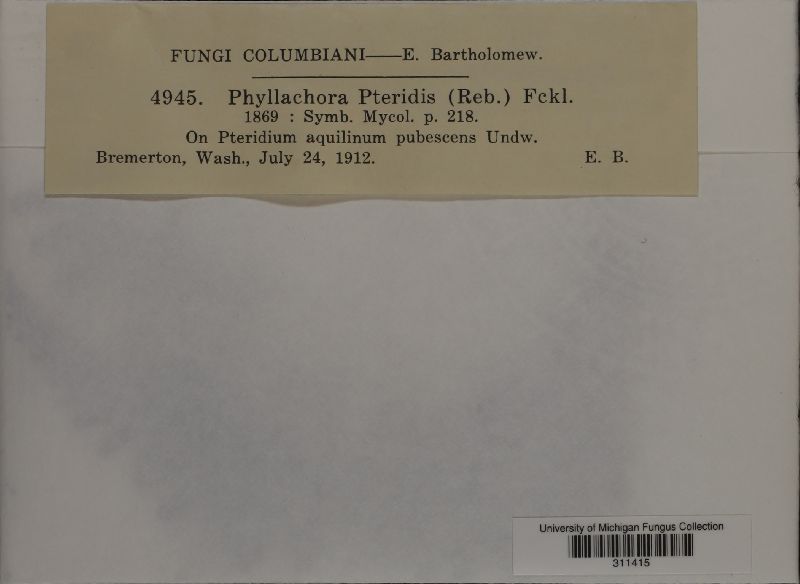 FUNGI COLUMBIANI——E. Bartholomew.
4945. Phyllachora Pteridis (Reb.) Fckl.
1869 : Symb. Mycol. p. 218.
On Pteridium aquilinum pubescens Undw.
Bremerton, Wash., July 24, 1912. E. B.
University of Michigan Fungus Collection
311415